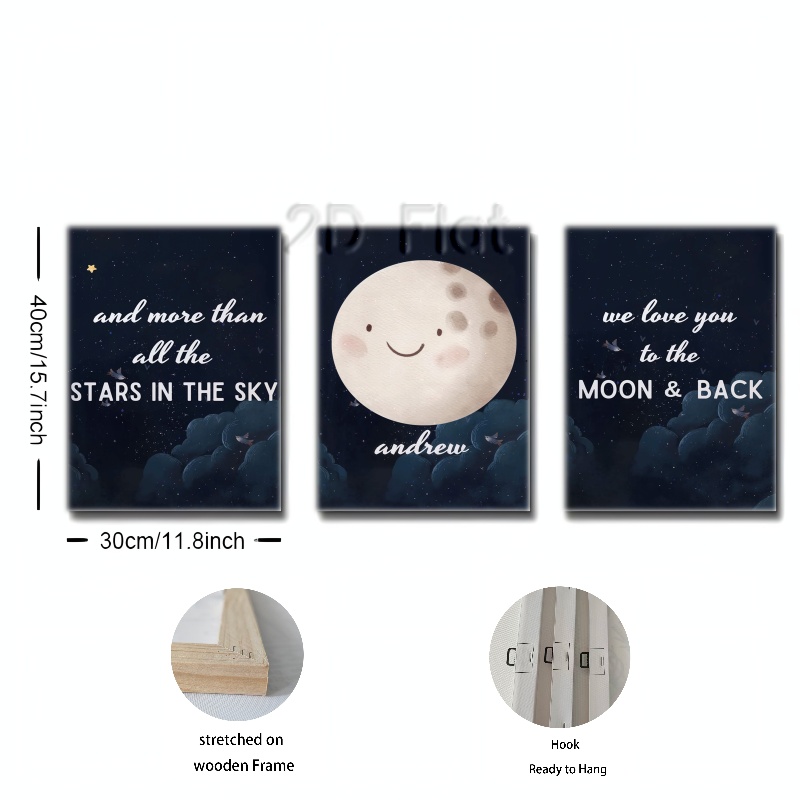 2D Flat
40cm/15.7inch
and more than
all the
STARS IN THE SKY
andrew
we love you
to the
MOON & BACK
30cm/11.8inch
stretched on
wooden Frame
Hook
Ready to Hang